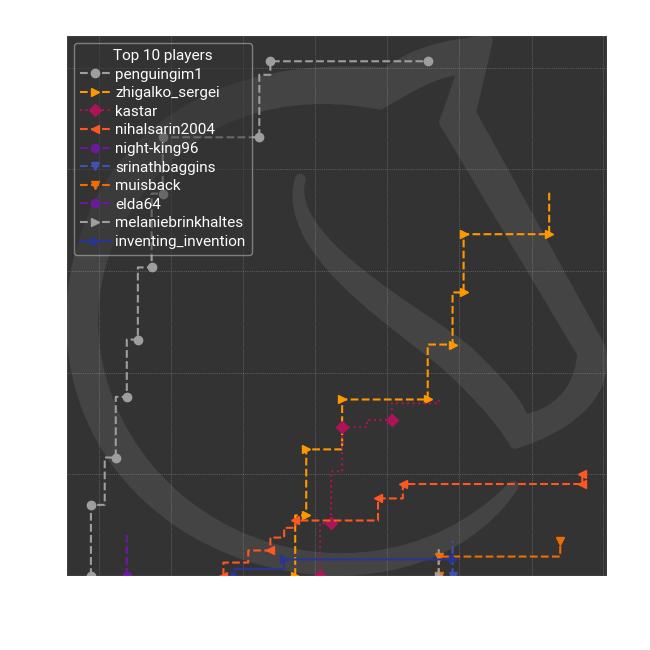 Top 10 players
penguingim1
zhigalko_sergei
kastar
nihalsarin2004
night-king96
srinathbaggins
muisback
elda64
melaniebrinkhaltes
inventing_invention